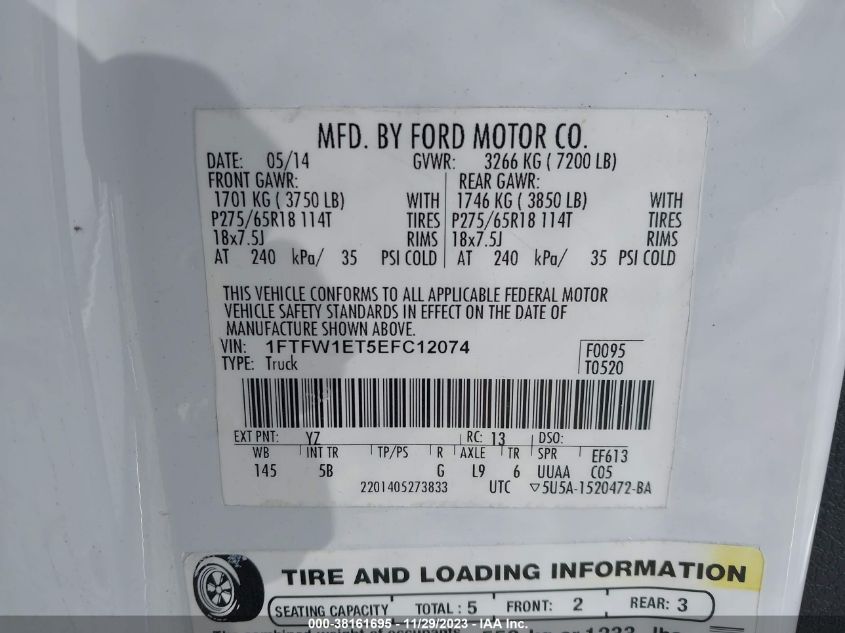 MFD. BY FORD MOTOR CO.
DATE: 05/14 GVWR: 3266 KG ( 7200 LB)
FRONT GAWR: REAR GAWR:
1701 KG ( 3750 LB) WITH 1746 KG ( 3850 LB) WITH
P275/65R18 114T TIRES P275/65R18 114T TIRES
18x7.5J RIMS 18x7.5J RIMS
AT 240 kPa/ 35 PSI COLD AT 240 kPa/ 35 PSI COLD
THIS VEHICLE CONFORMS TO ALL APPLICABLE FEDERAL MOTOR
VEHICLE SAFETY STANDARDS IN EFFECT ON THE DATE OF
MANUFACTURE SHOWN ABOVE.
VIN: 1FTFW1ET5EFC12074 F0095
TYPE: Truck T0520
EXT PNT: YZ RC: 13 DSO:
WB INT TR TP/PS R AXLE TR SPR EF613
145 5B G L9 6 UUAA C05
2201405273833 UTC ▽5U5A-1520472-BA
TIRE AND LOADING INFORMATION
SEATING CAPACITY TOTAL : 5 FRONT: 2 REAR: 3
000-38161695 - 11/29/2023 - IAA Inc.